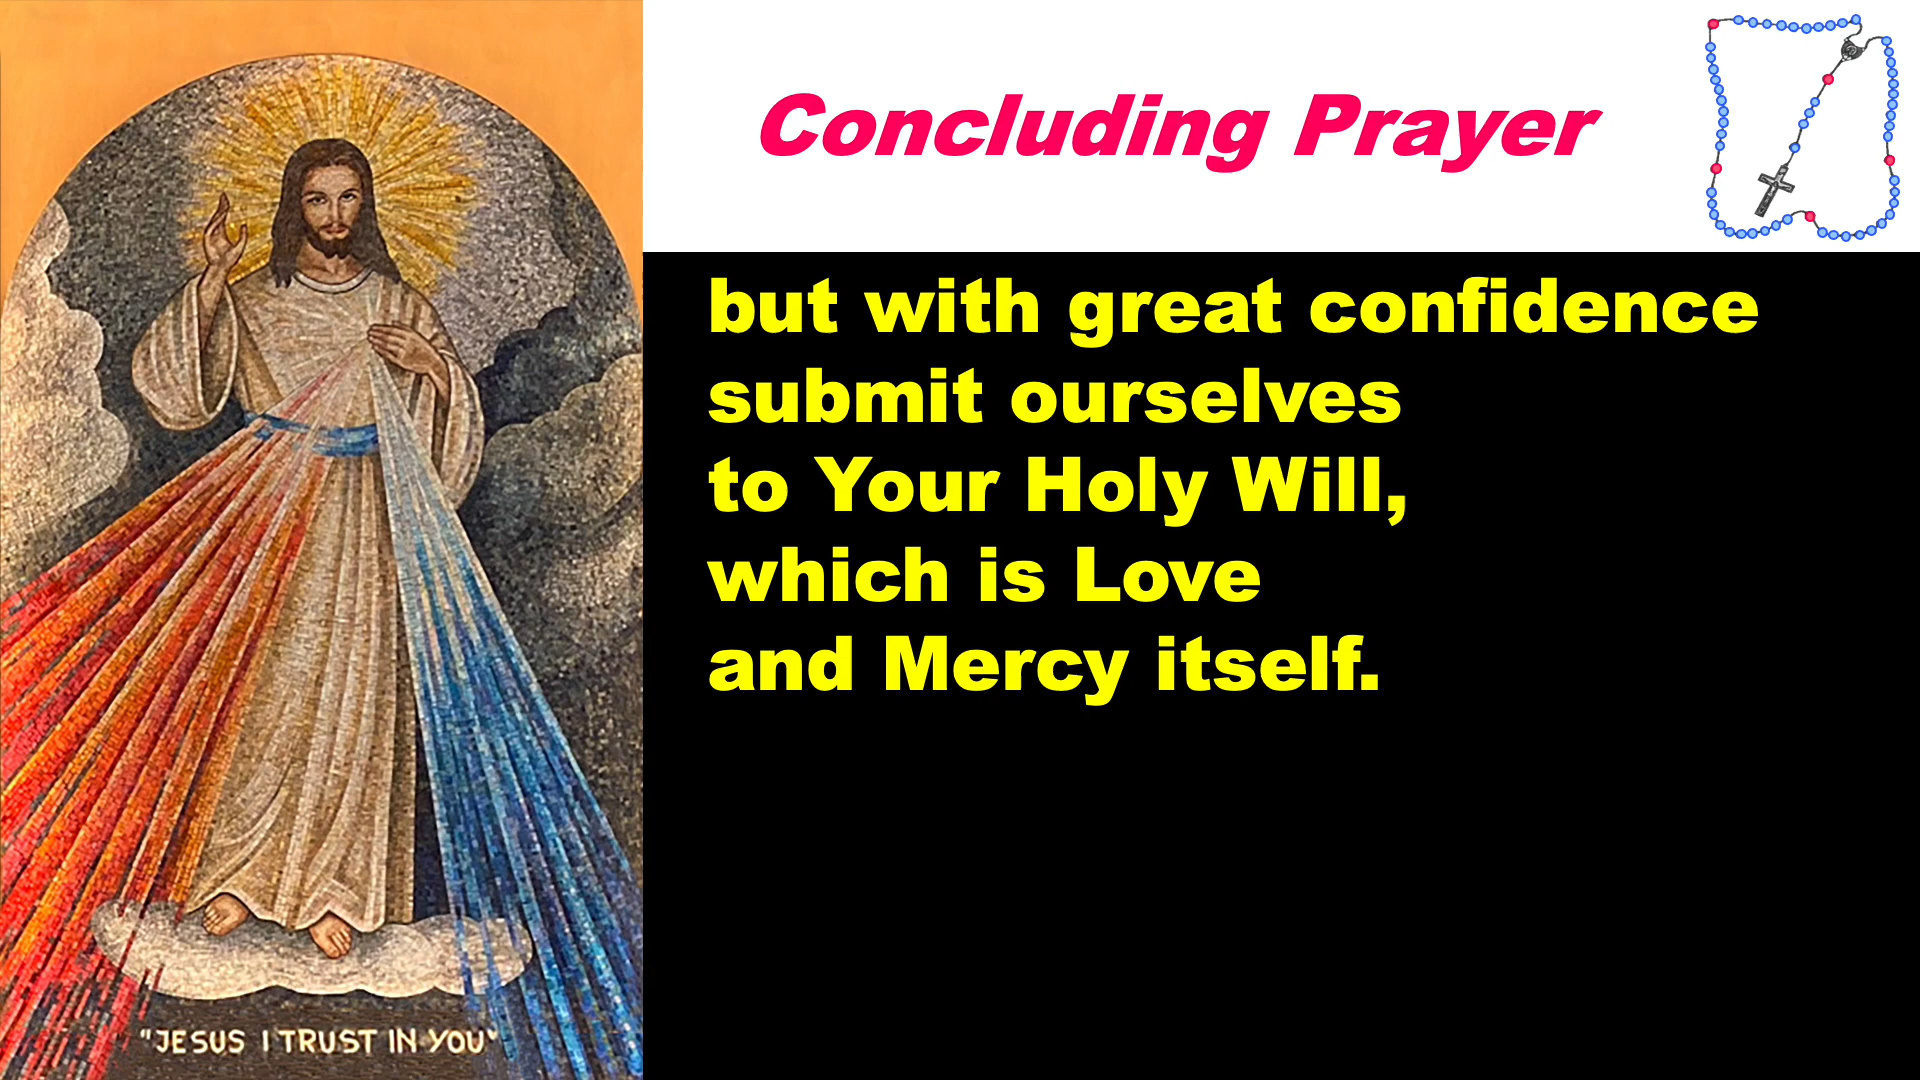 Concluding Prayer
but with great confidence
submit ourselves
to Your Holy Will,
which is Love
and Mercy itself.
"JESUS I TRUST IN YOU"